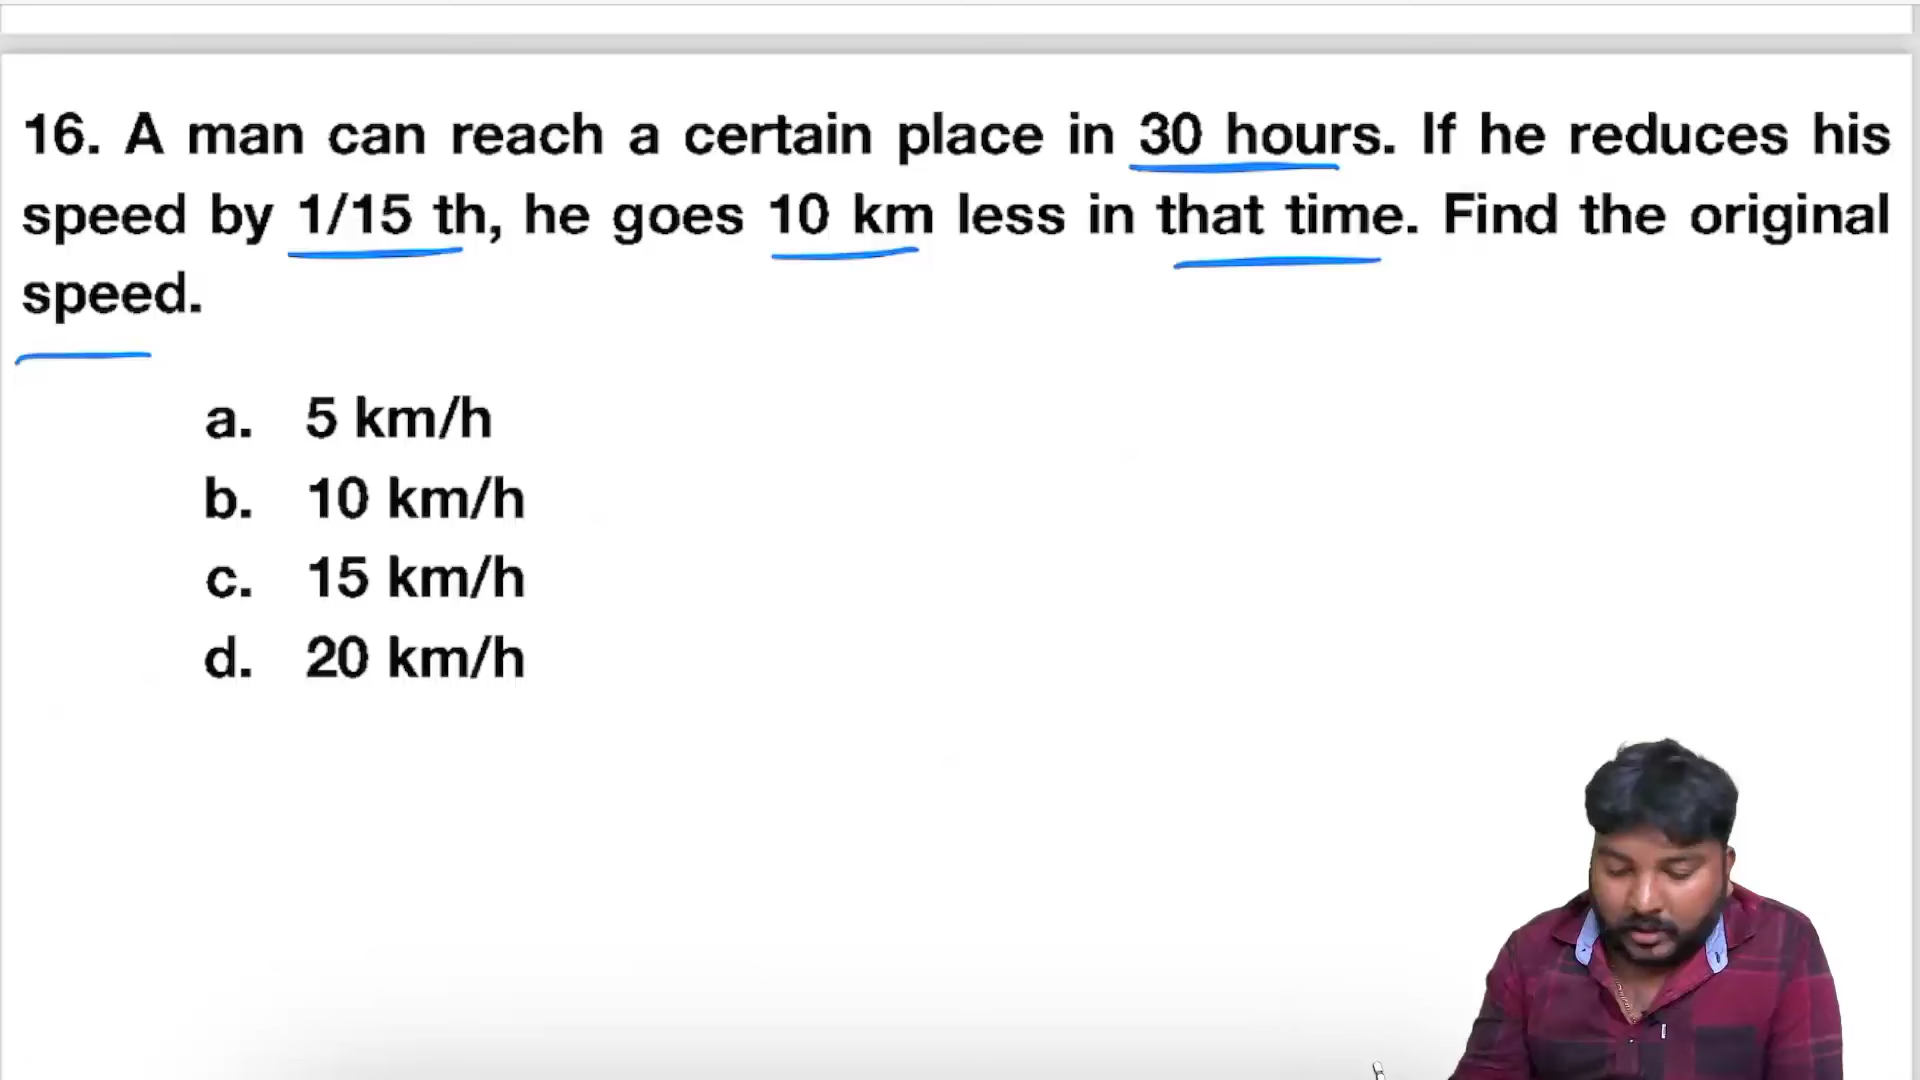 16. A man can reach a certain place in 30 hours. If he reduces his
speed by 1/15 th, he goes 10 km less in that time. Find the original
speed.
a. 5 km/h
b. 10 km/h
c. 15 km/h
d. 20 km/h